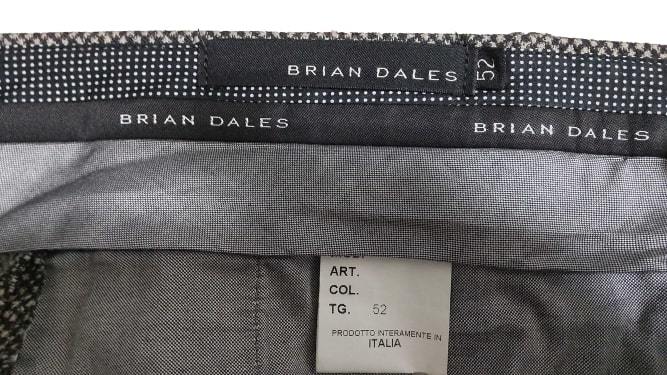 BRIAN DALES
52
BRIAN DALES
BRIAN DALES
ART.
COL.
TG. 52
PRODOTTO INTERAMENTE IN
ITALIA